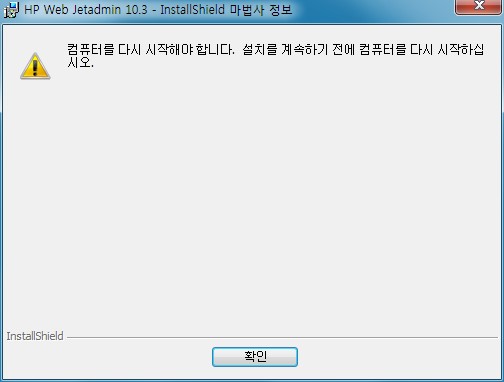 HP Web Jetadmin 10.3 - InstallShield 마법사 정보
컴퓨터를 다시 시작해야 합니다. 설치를 계속하기 전에 컴퓨터를 다시 시작하십
시오.
InstallShield
확인